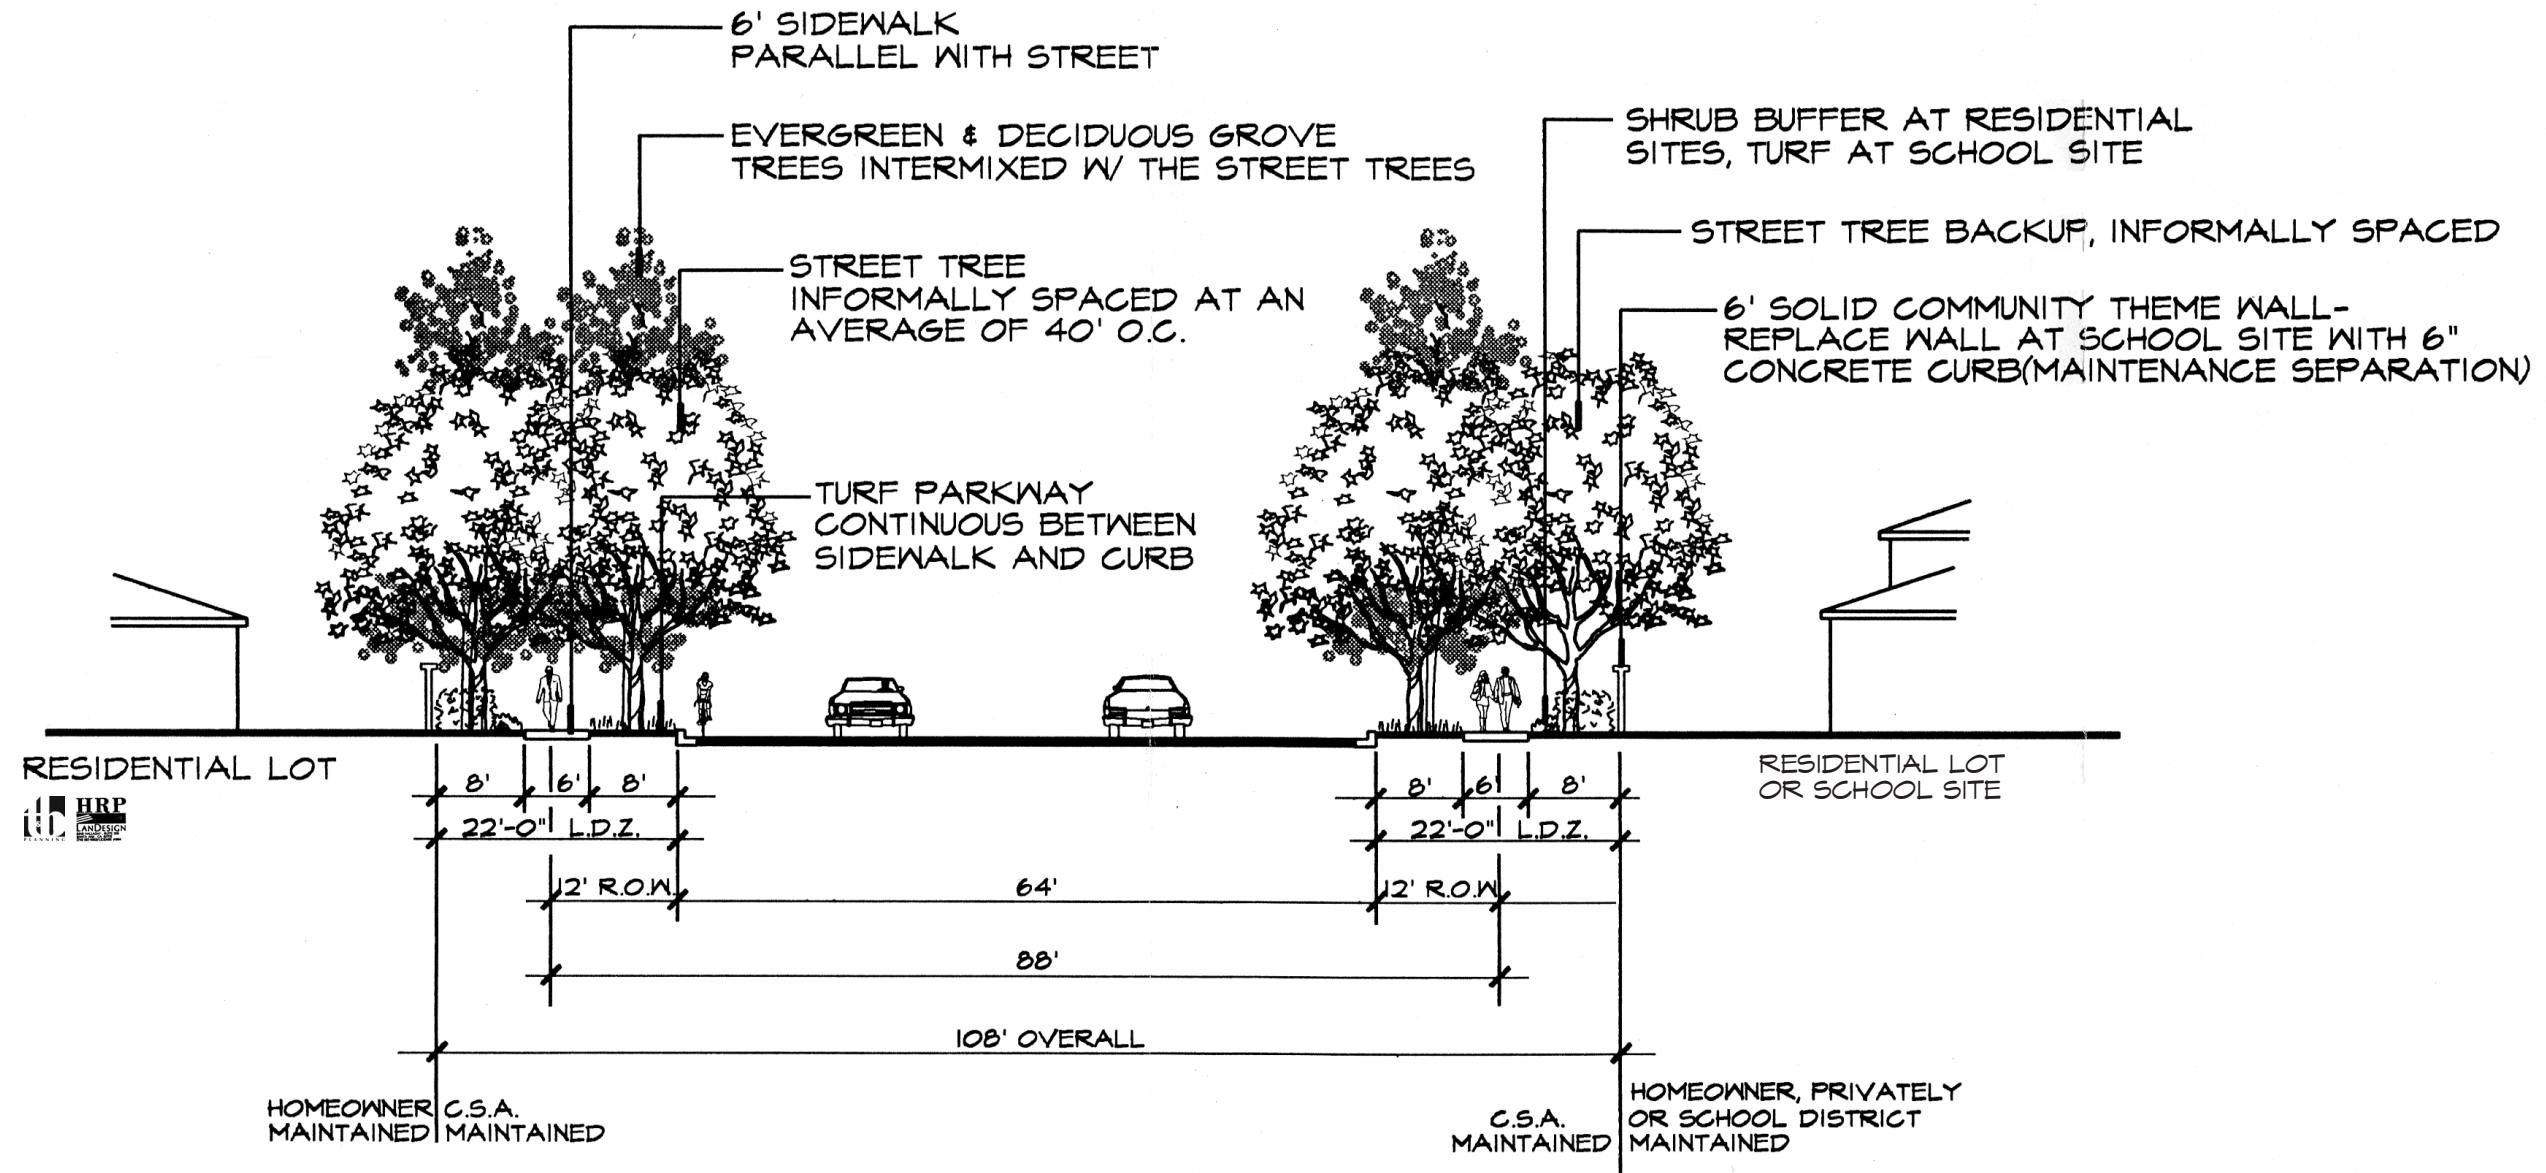 6' SIDEWALK
PARALLEL WITH STREET
EVERGREEN & DECIDUOUS GROVE
TREES INTERMIXED W/ THE STREET TREES
STREET TREE
INFORMALLY SPACED AT AN
AVERAGE OF 40' O.C.
TURF PARKWAY
CONTINUOUS BETWEEN
SIDEWALK AND CURB
SHRUB BUFFER AT RESIDENTIAL
SITES, TURF AT SCHOOL SITE
STREET TREE BACKUP, INFORMALLY SPACED
6' SOLID COMMUNITY THEME WALL-
REPLACE WALL AT SCHOOL SITE WITH 6"
CONCRETE CURB(MAINTENANCE SEPARATION)
RESIDENTIAL LOT
RESIDENTIAL LOT
OR SCHOOL SITE
PLANNING
HRP
LANDESIGN
8' 6' 8'
8' 6' 8'
22'-0" L.D.Z.
22'-0" L.D.Z.
12' R.O.W. 64' 12' R.O.W.
88'
108' OVERALL
HOMEOWNER
MAINTAINED
C.S.A.
MAINTAINED
C.S.A.
MAINTAINED
HOMEOWNER, PRIVATELY
OR SCHOOL DISTRICT
MAINTAINED